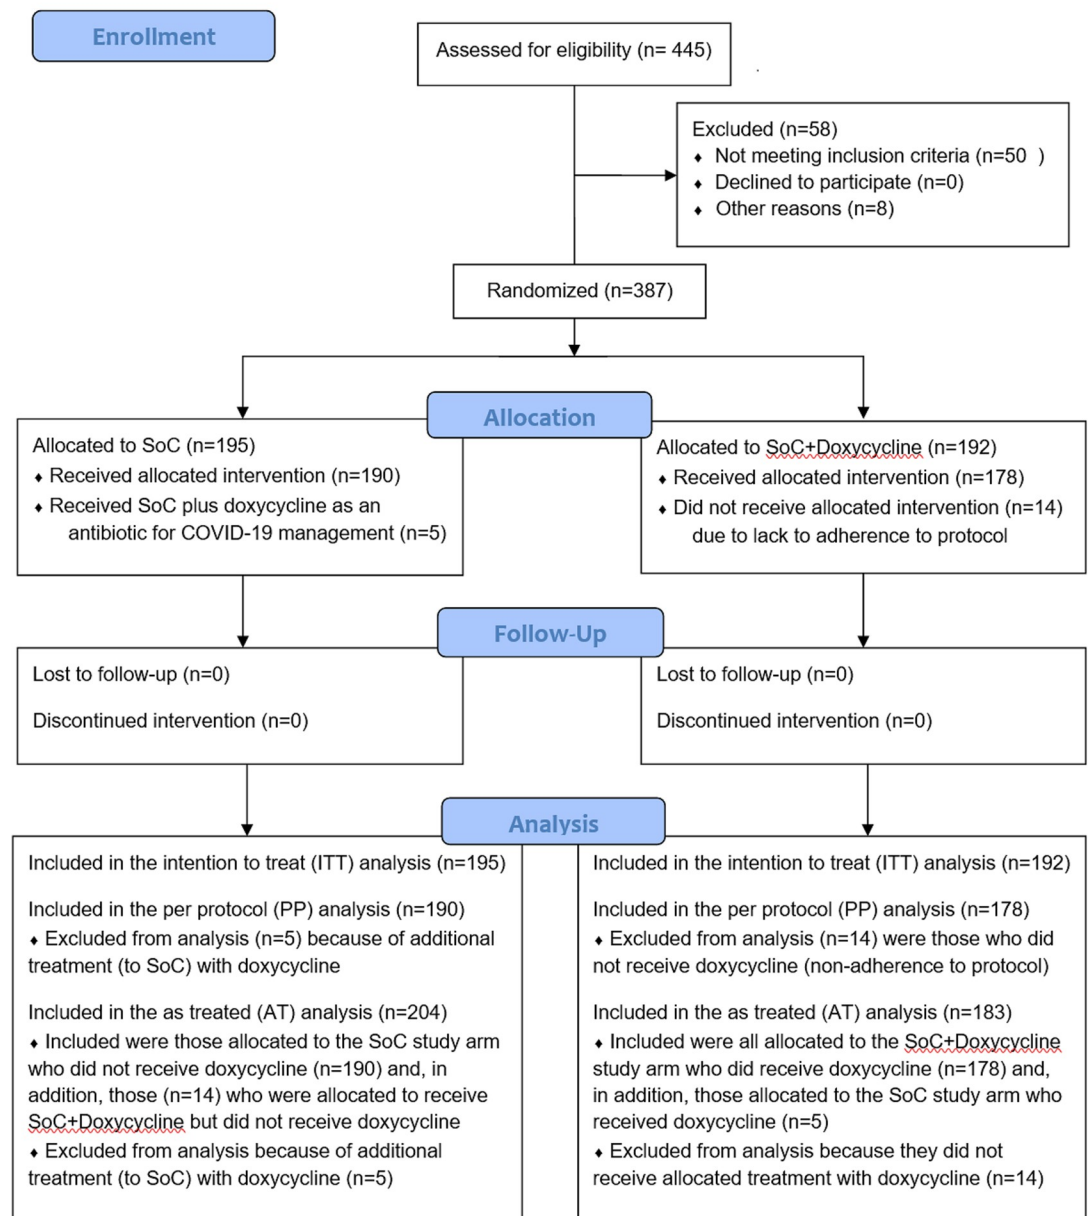 Enrollment
Assessed for eligibility (n= 445)
Excluded (n=58)
♦ Not meeting inclusion criteria (n=50  )
♦ Declined to participate (n=0)
♦ Other reasons (n=8)
Randomized (n=387)
Allocation
Allocated to SoC (n=195)
♦ Received allocated intervention (n=190)
♦ Received SoC plus doxycycline as an
antibiotic for COVID-19 management (n=5)
Allocated to SoC+Doxycycline (n=192)
♦ Received allocated intervention (n=178)
♦ Did not receive allocated intervention (n=14)
due to lack to adherence to protocol
Follow-Up
Lost to follow-up (n=0)
Discontinued intervention (n=0)
Lost to follow-up (n=0)
Discontinued intervention (n=0)
Analysis
Included in the intention to treat (ITT) analysis (n=195)
Included in the per protocol (PP) analysis (n=190)
♦ Excluded from analysis (n=5) because of additional
treatment (to SoC) with doxycycline
Included in the as treated (AT) analysis (n=204)
♦ Included were those allocated to the SoC study arm
who did not receive doxycycline (n=190) and, in
addition, those (n=14) who were allocated to receive
SoC+Doxycycline but did not receive doxycycline
♦ Excluded from analysis because of additional
treatment (to SoC) with doxycycline (n=5)
Included in the intention to treat (ITT) analysis (n=192)
Included in the per protocol (PP) analysis (n=178)
♦ Excluded from analysis (n=14) were those who did
not receive doxycycline (non-adherence to protocol)
Included in the as treated (AT) analysis (n=183)
♦ Included were all allocated to the SoC+Doxycycline
study arm who did receive doxycycline (n=178) and,
in addition, those allocated to the SoC study arm who
received doxycycline (n=5)
♦ Excluded from analysis because they did not
receive allocated treatment with doxycycline (n=14)